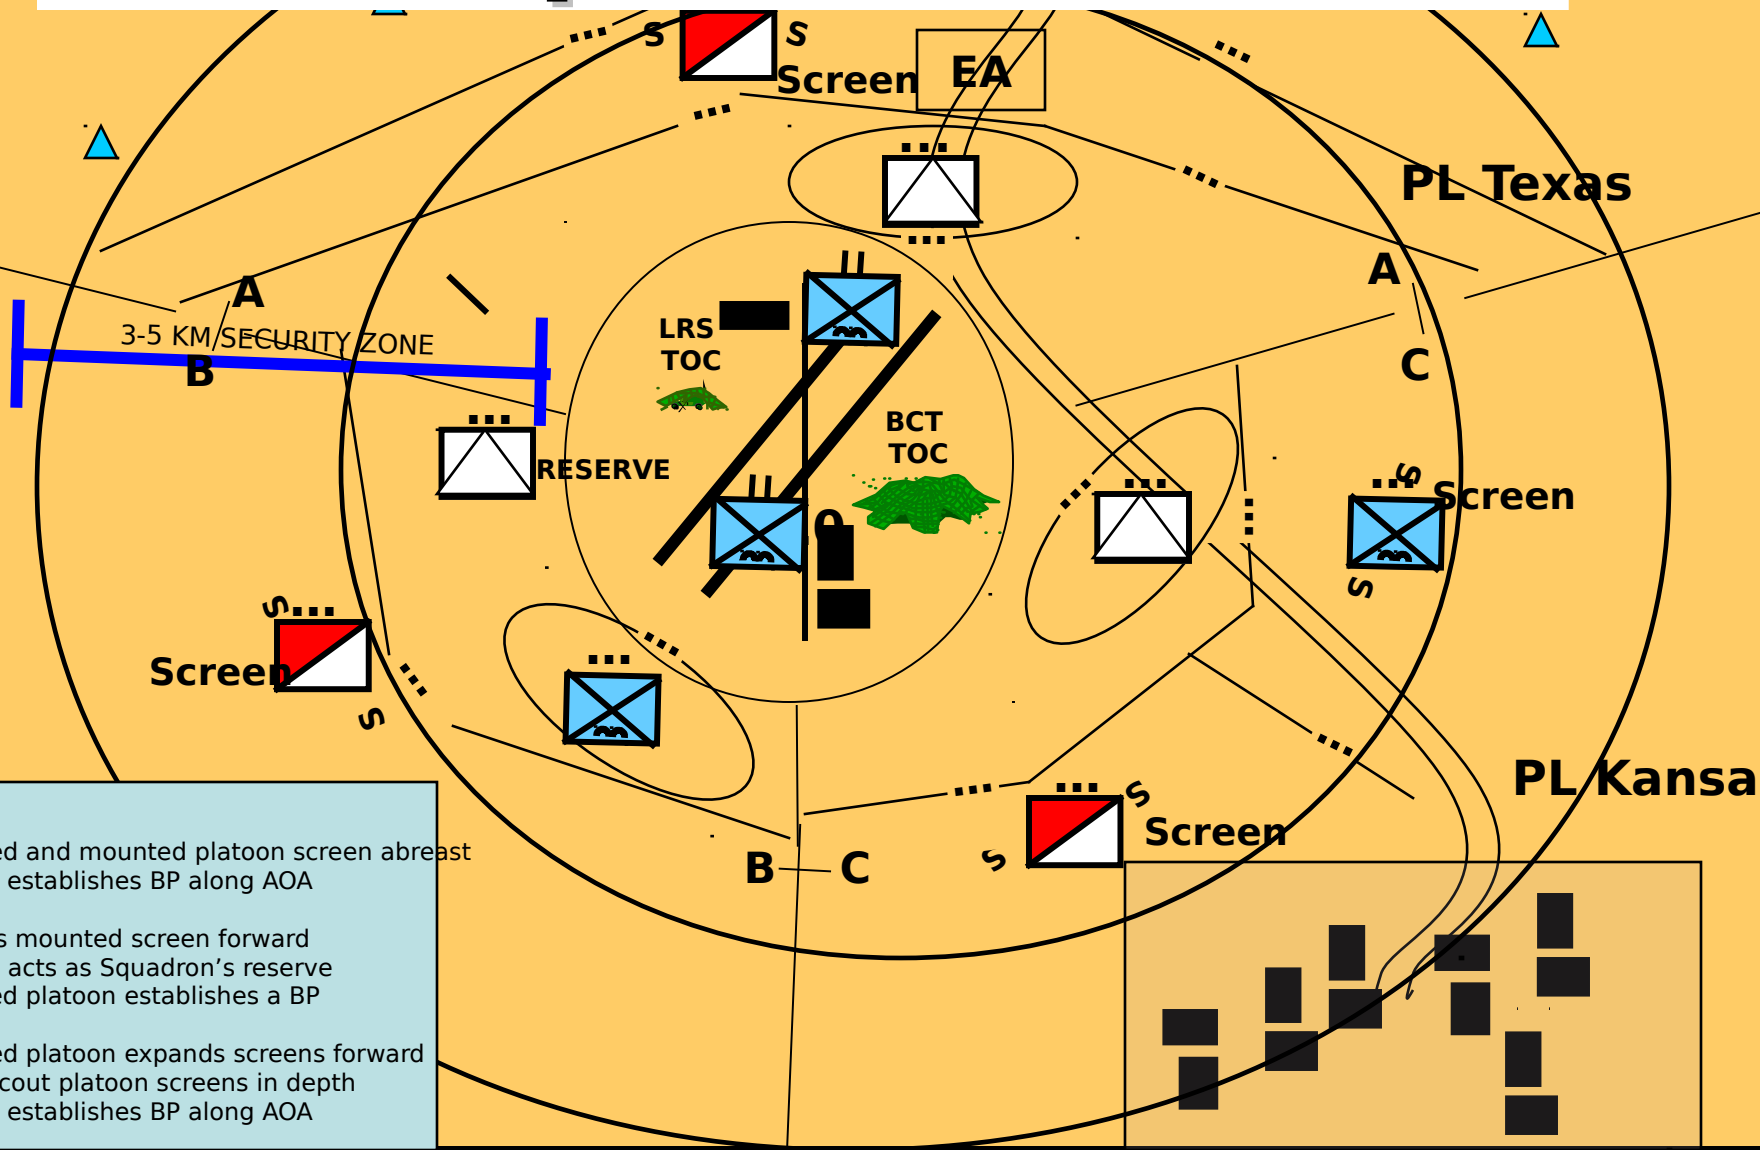 S
S
Screen
EA
PL Texas
A
A
3-5 KM SECURITY ZONE
B
C
LRS
TOC
BCT
TOC
RESERVE
S
Screen
S
0
S
Screen
S
PL Kansa
S
Screen
S
B
C
ed and mounted platoon screen abreast
establishes BP along AOA
s mounted screen forward
acts as Squadron’s reserve
ed platoon establishes a BP
ed platoon expands screens forward
cout platoon screens in depth
establishes BP along AOA